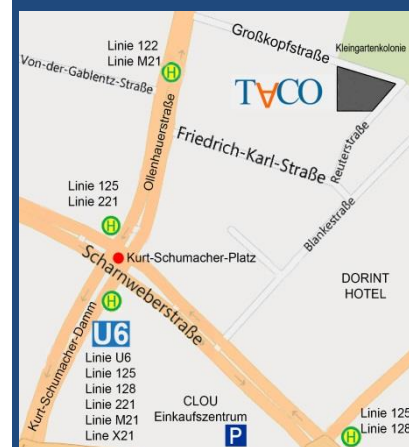 Großkopfstraße
Kleingartenkolonie
Linie 122
Linie M21
H
Von-der-Gablentz-Straße
TACO
Ollenhauerstraße
Friedrich-Karl-Straße
Reuterstraße
Linie 125
Linie 221
H
Blankestraße
Kurt-Schumacher-Platz
Scharnweberstraße
DORINT
HOTEL
H
U6
Kurt-Schumacher-Damm
Linie U6
Linie 125
Linie 128
Linie 221
Linie M21
Line X21
CLOU
Einkaufszentrum
P
H
Linie 125
Linie 128